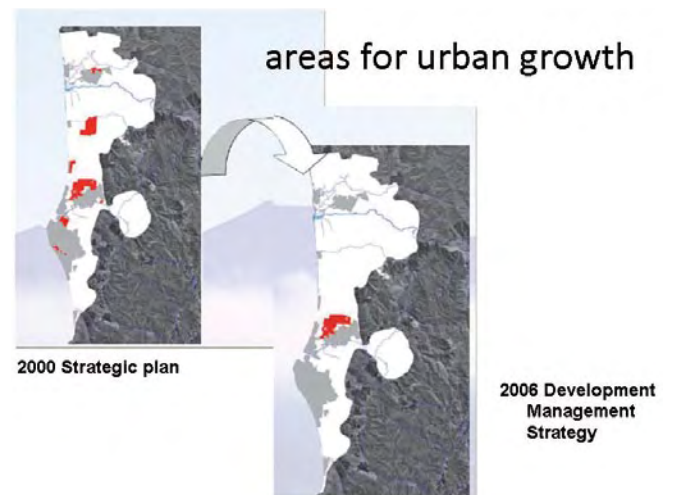 areas for urban growth
2000 Strategic plan
2006 Development
Management
Strategy